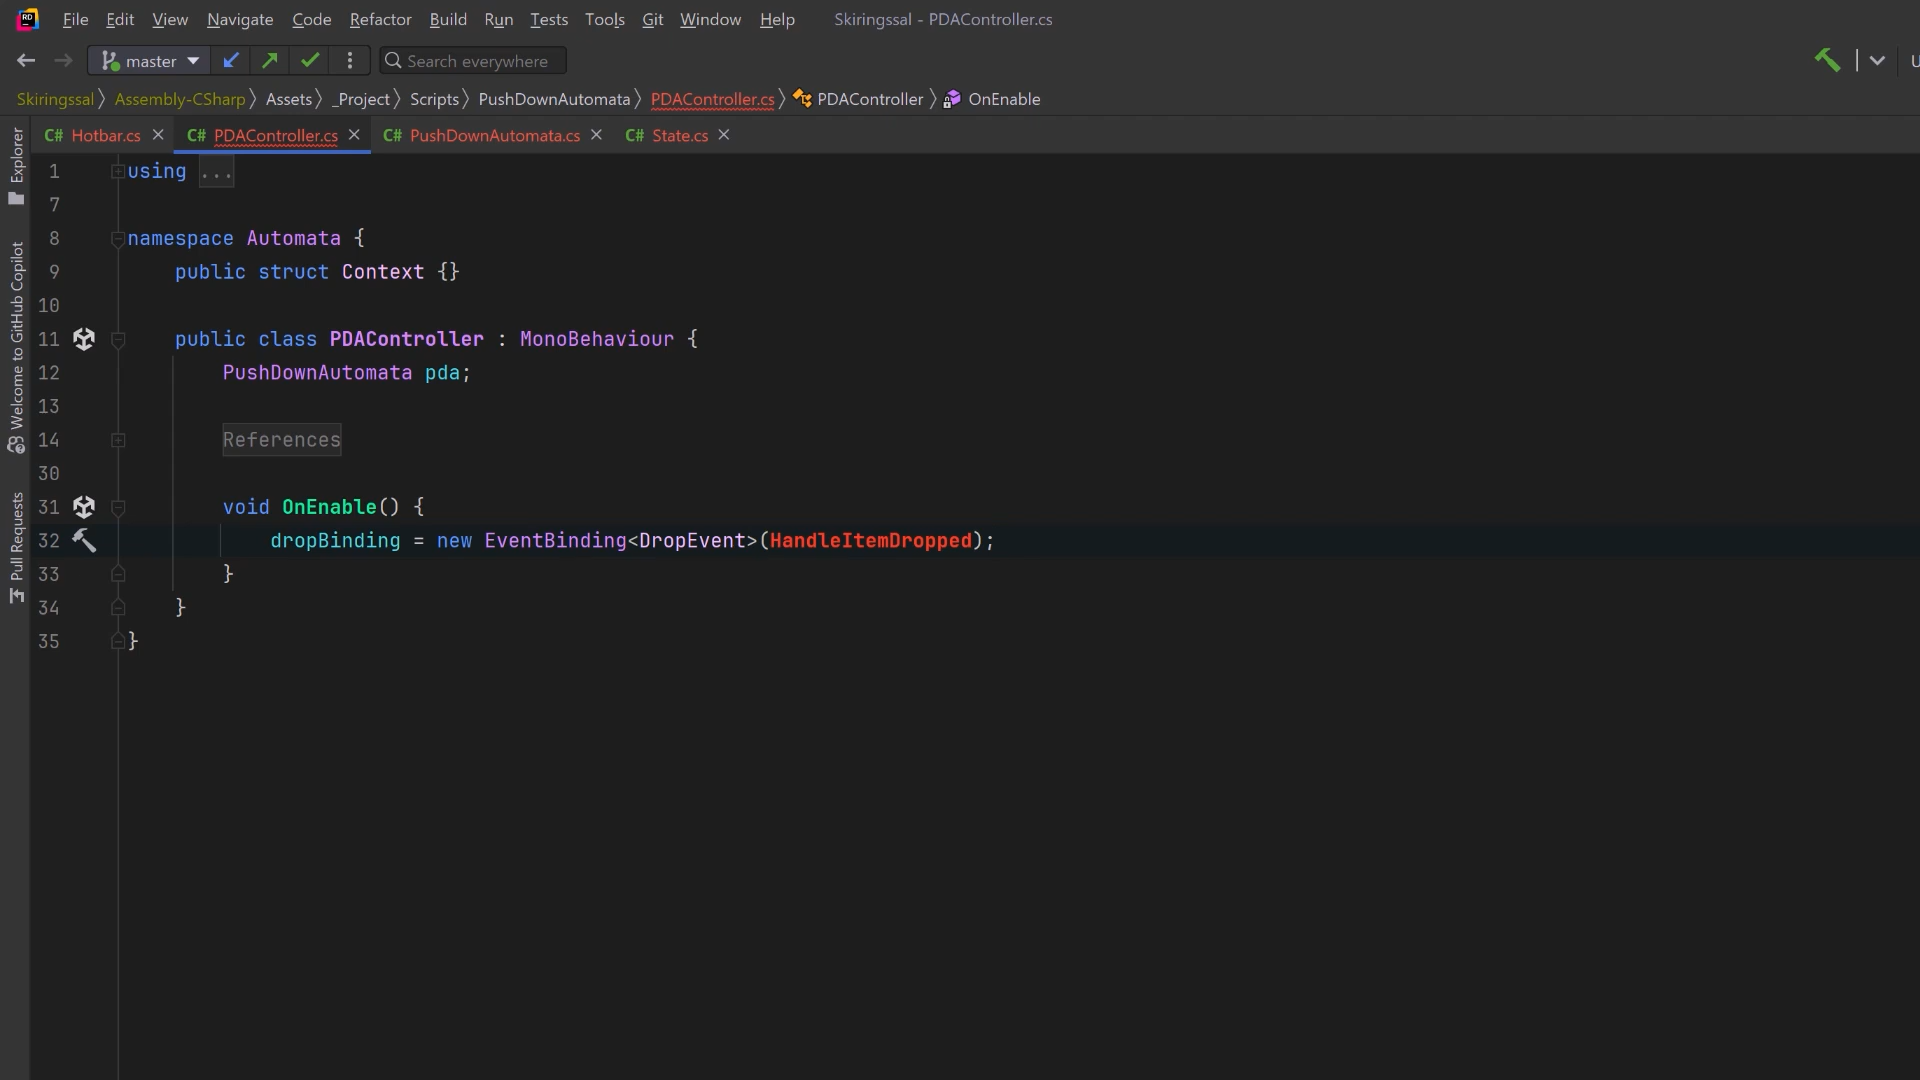 File Edit View Navigate Code Refactor Build Run Tests Tools Git Window Help Skiringssal - PDAController.cs
master Search everywhere
Skiringssal Assembly-CSharp Assets _Project Scripts PushDownAutomata PDAController.cs PDAController OnEnable
C# Hotbar.cs C# PDAController.cs C# PushDownAutomata.cs C# State.cs
Explorer
Welcome to GitHub Copilot
Pull Requests
1 using ...
7
8 namespace Automata {
9 public struct Context {}
10
11 public class PDAController : MonoBehaviour {
12 PushDownAutomata pda;
13
14 References
30
31 void OnEnable() {
32 dropBinding = new EventBinding<DropEvent>(HandleItemDropped);
33 }
34 }
35 }